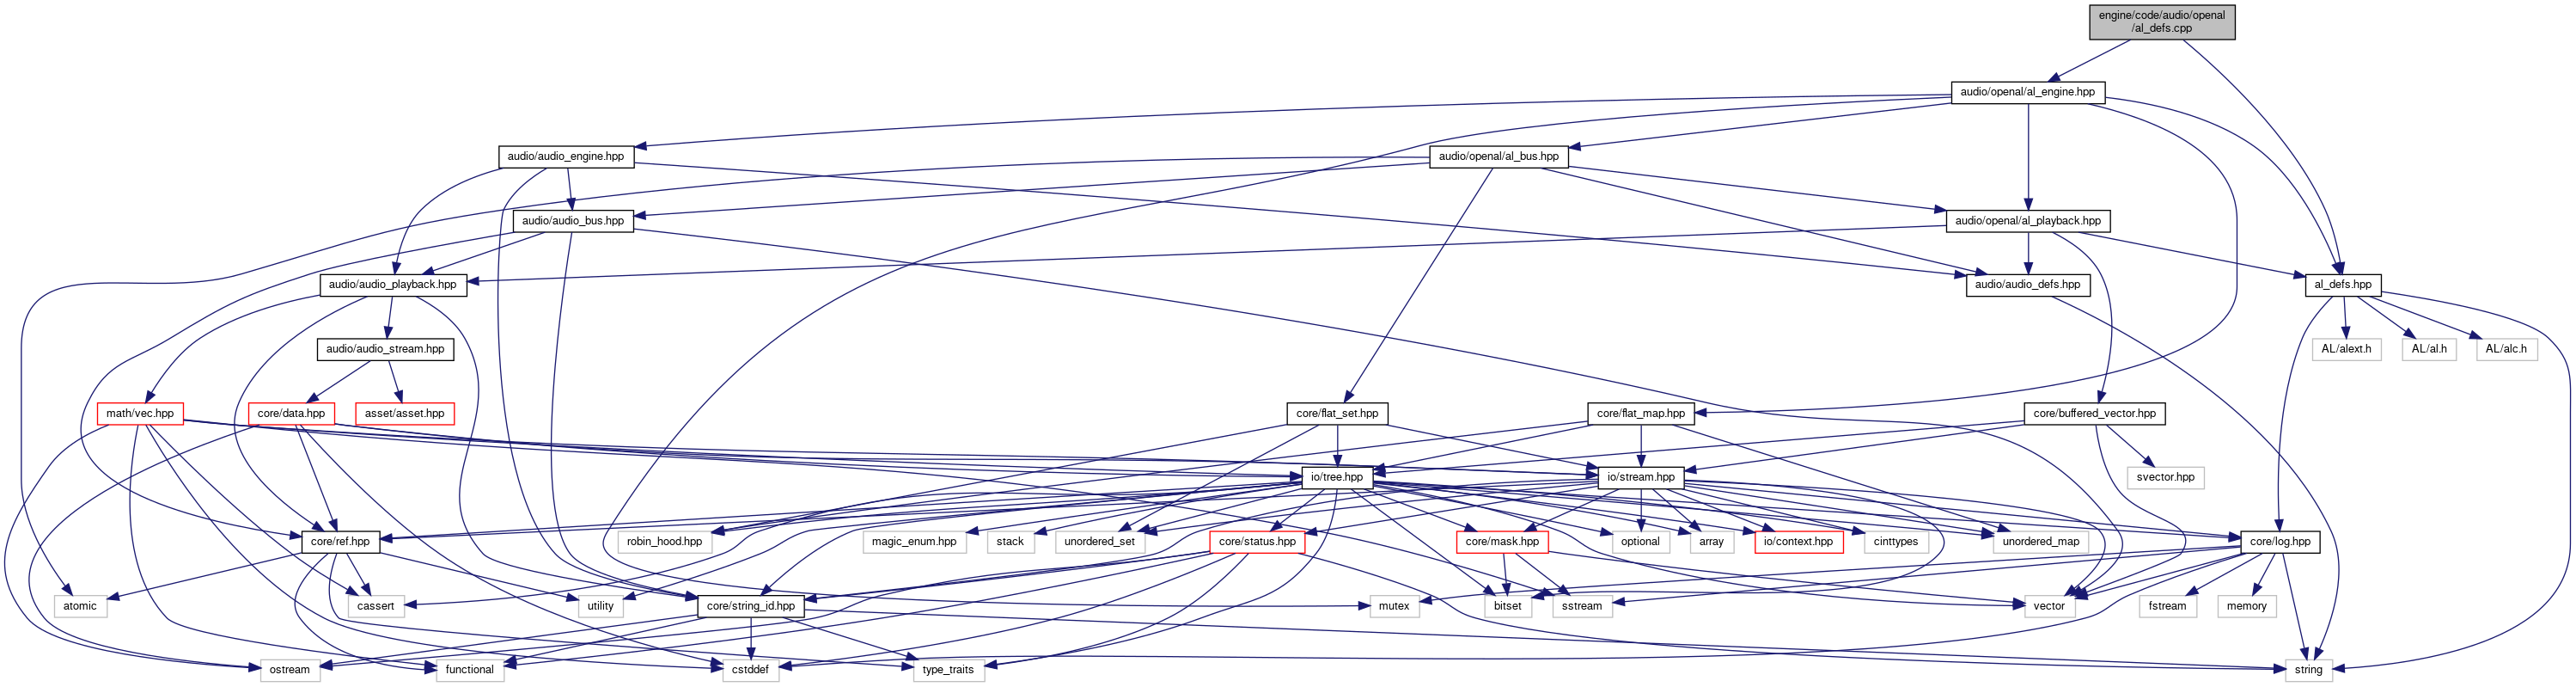 engine/code/audio/openal
/al_defs.cpp
audio/openal/al_engine.hpp
audio/audio_engine.hpp
audio/openal/al_bus.hpp
audio/audio_bus.hpp
audio/openal/al_playback.hpp
audio/audio_playback.hpp
audio/audio_defs.hpp
al_defs.hpp
audio/audio_stream.hpp
AL/alext.h
AL/al.h
AL/alc.h
math/vec.hpp
core/data.hpp
asset/asset.hpp
core/flat_set.hpp
core/flat_map.hpp
core/buffered_vector.hpp
io/tree.hpp
io/stream.hpp
svector.hpp
core/ref.hpp
robin_hood.hpp
magic_enum.hpp
stack
unordered_set
core/status.hpp
core/mask.hpp
optional
array
io/context.hpp
cinttypes
unordered_map
core/log.hpp
atomic
cassert
utility
core/string_id.hpp
mutex
bitset
sstream
vector
fstream
memory
ostream
functional
cstddef
type_traits
string